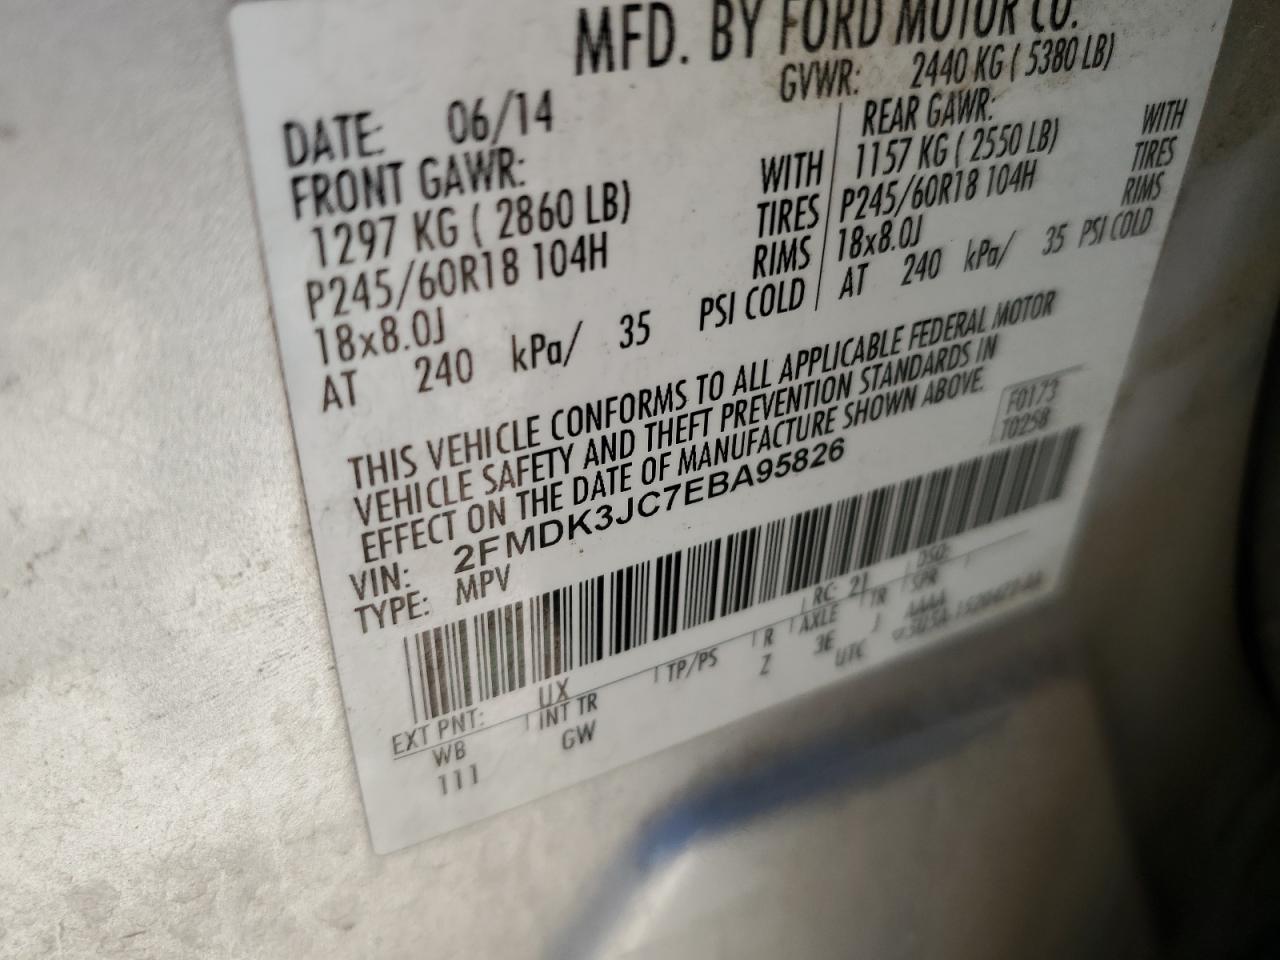 MFD. BY FORD MOTOR CO.
DATE: 06/14 GVWR: 2440 KG ( 5380 LB)
FRONT GAWR: REAR GAWR:
1297 KG ( 2860 LB) WITH 1157 KG ( 2550 LB) WITH
P245/60R18 104H TIRES P245/60R18 104H TIRES
18x8.0J RIMS 18x8.0J RIMS
AT 240 kPa/ 35 PSI COLD AT 240 kPa/ 35 PSI COLD
THIS VEHICLE CONFORMS TO ALL APPLICABLE FEDERAL MOTOR
VEHICLE SAFETY AND THEFT PREVENTION STANDARDS IN
EFFECT ON THE DATE OF MANUFACTURE SHOWN ABOVE.
F0173
T0258
VIN: 2FMDK3JC7EBA95826
TYPE: MPV
EXT PNT: UX RC: 21 DSO:
WB INT TR TP/PS R AXLE TR SPR
111 GW Z 3E J AAAA
UTC